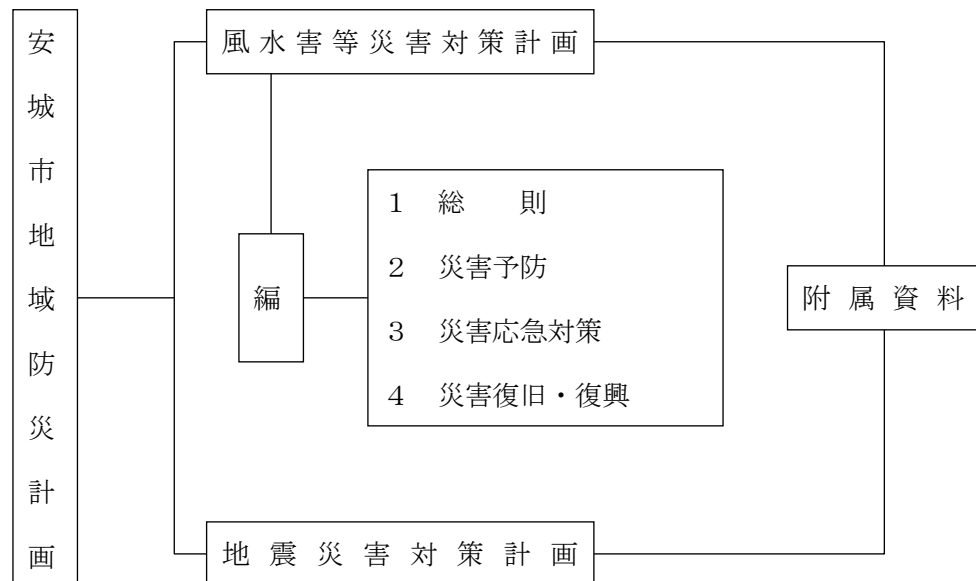 安城市地域防災計画
風水害等災害対策計画
編
1 総則
2 災害予防
3 災害応急対策
4 災害復旧・復興
附属資料
地震災害対策計画